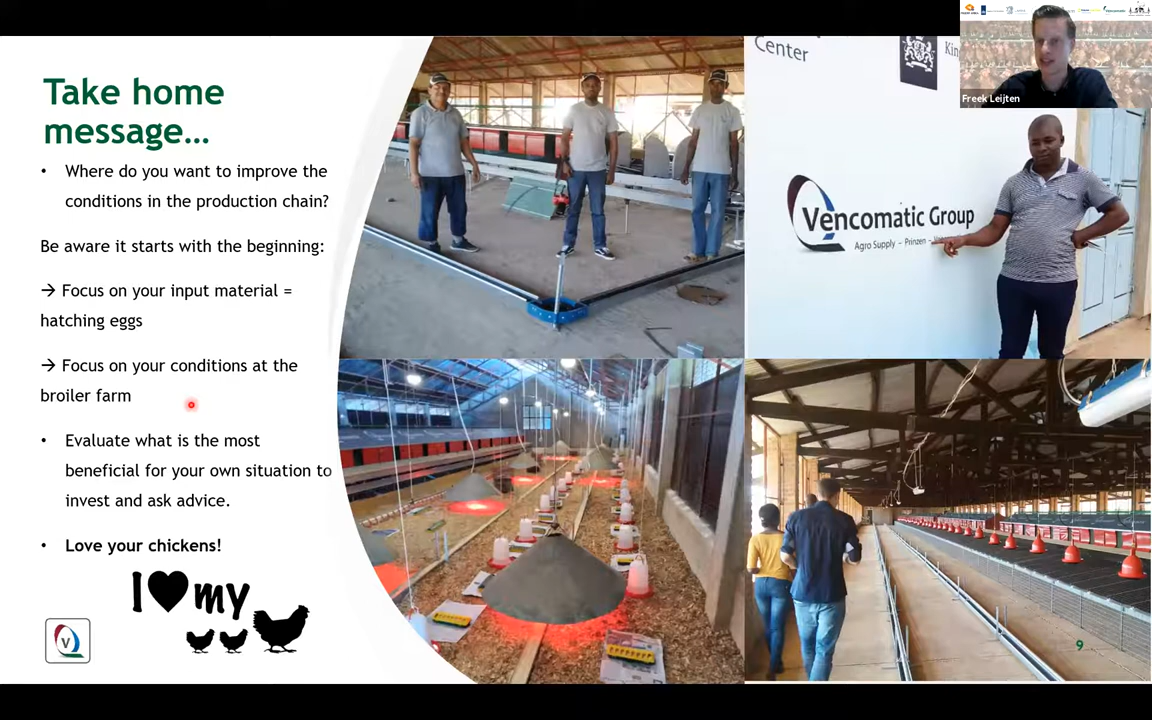 Take home
message...
• Where do you want to improve the
conditions in the production chain?
Be aware it starts with the beginning:
→ Focus on your input material =
hatching eggs
→ Focus on your conditions at the
broiler farm
• Evaluate what is the most
beneficial for your own situation to
invest and ask advice.
• Love your chickens!
I ♥ my
V
Center
Kin
Vencomatic Group
Agro Supply – Prinzen –
Freek Leijten
9